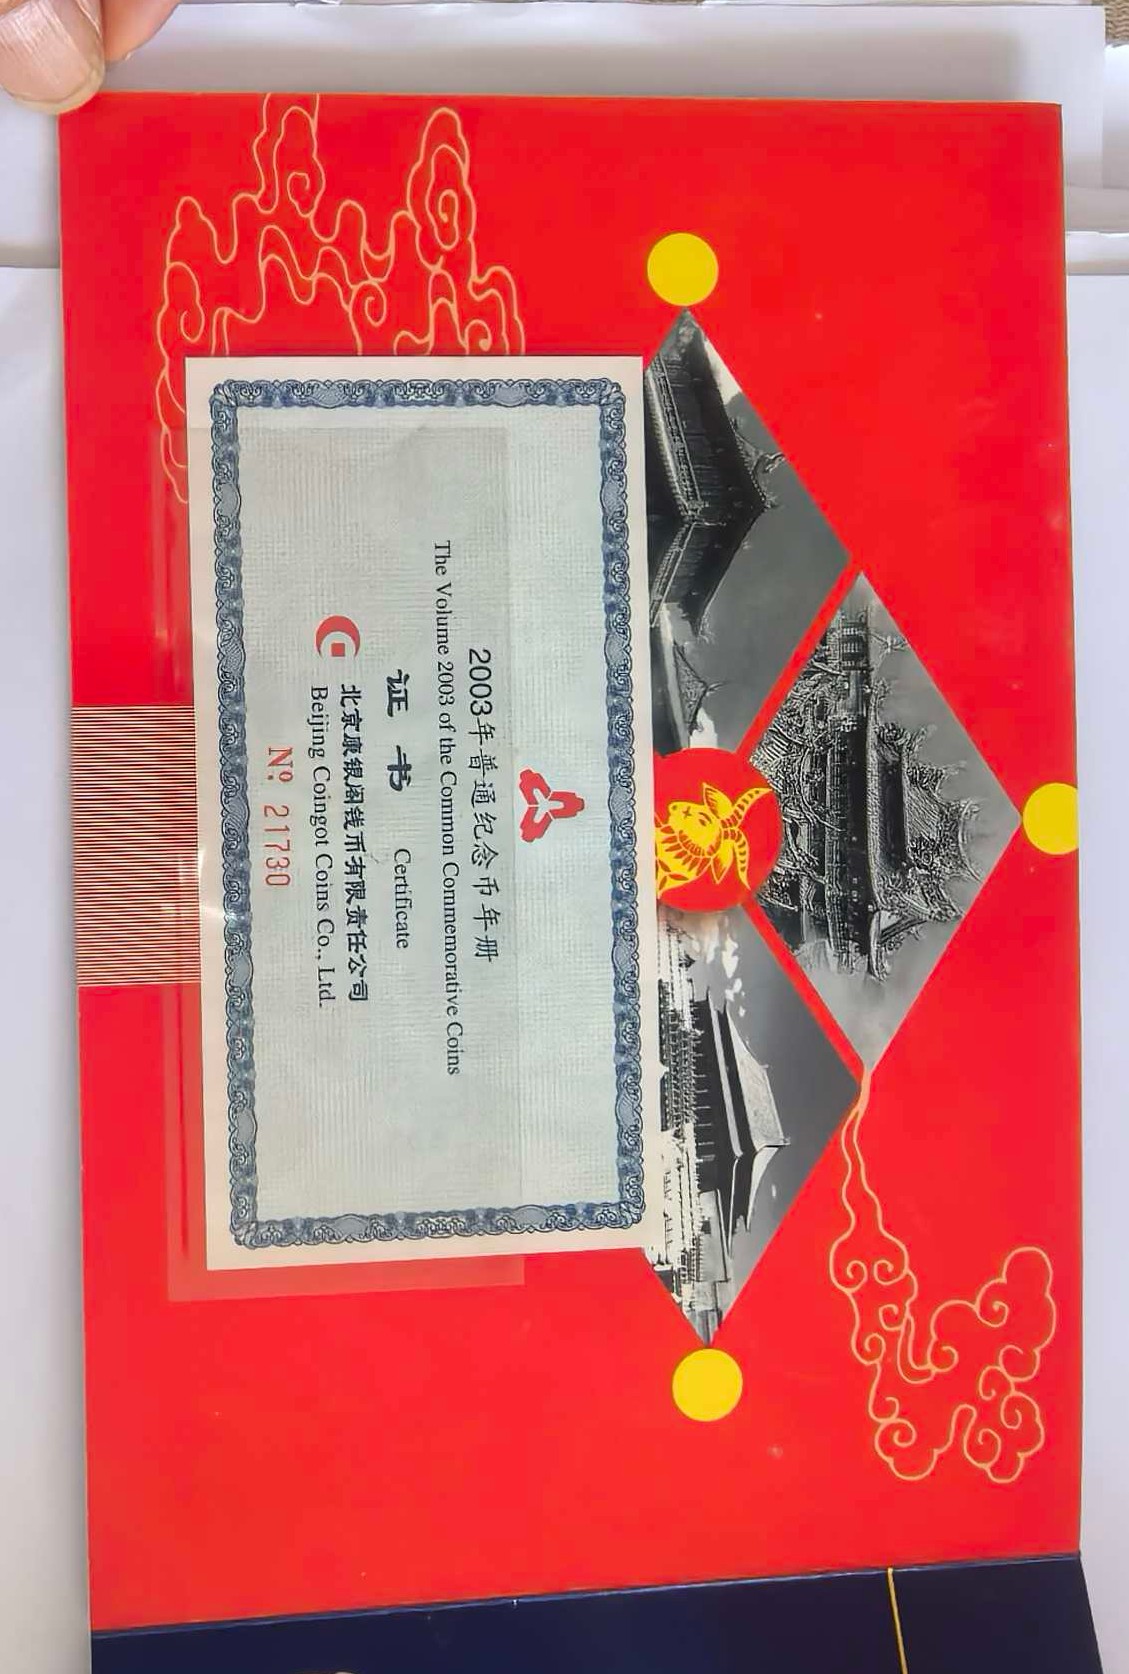 2003年普通纪念币年册
The Volume 2003 of the Common Commemorative Coins
证书 Certificate
北京康银阁钱币有限责任公司
Beijing Coingot Coins Co., Ltd.
№ 21730